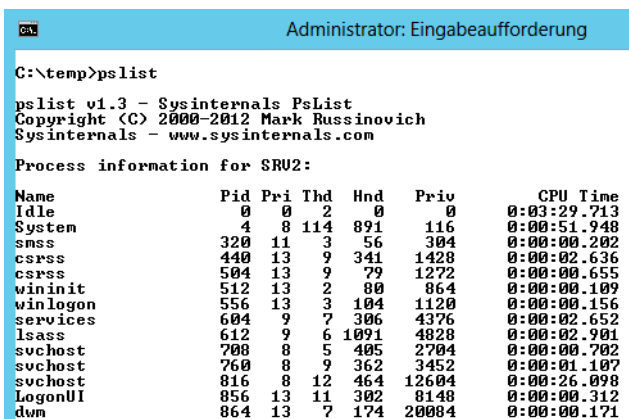 Administrator: Eingabeaufforderung
C:\temp>pslist
pslist v1.3 - Sysinternals PsList
Copyright (C) 2000-2012 Mark Russinovich
Sysinternals - www.sysinternals.com
Process information for SRV2:
Name Pid Pri Thd Hnd Priv CPU Time
Idle 0 0 2 0 0 0:03:29.713
System 4 8 114 891 116 0:00:51.948
smss 320 11 3 56 304 0:00:00.202
csrss 440 13 9 341 1428 0:00:02.636
csrss 504 13 9 79 1272 0:00:00.655
wininit 512 13 2 80 864 0:00:00.109
winlogon 556 13 3 104 1120 0:00:00.156
services 604 9 7 306 4376 0:00:02.652
lsass 612 9 6 1091 4828 0:00:02.901
svchost 708 8 5 405 2704 0:00:00.702
svchost 760 8 9 362 3452 0:00:01.107
svchost 816 8 12 464 12604 0:00:26.098
LogonUI 856 13 11 302 8148 0:00:00.312
dwm 864 13 7 174 20084 0:00:00.171